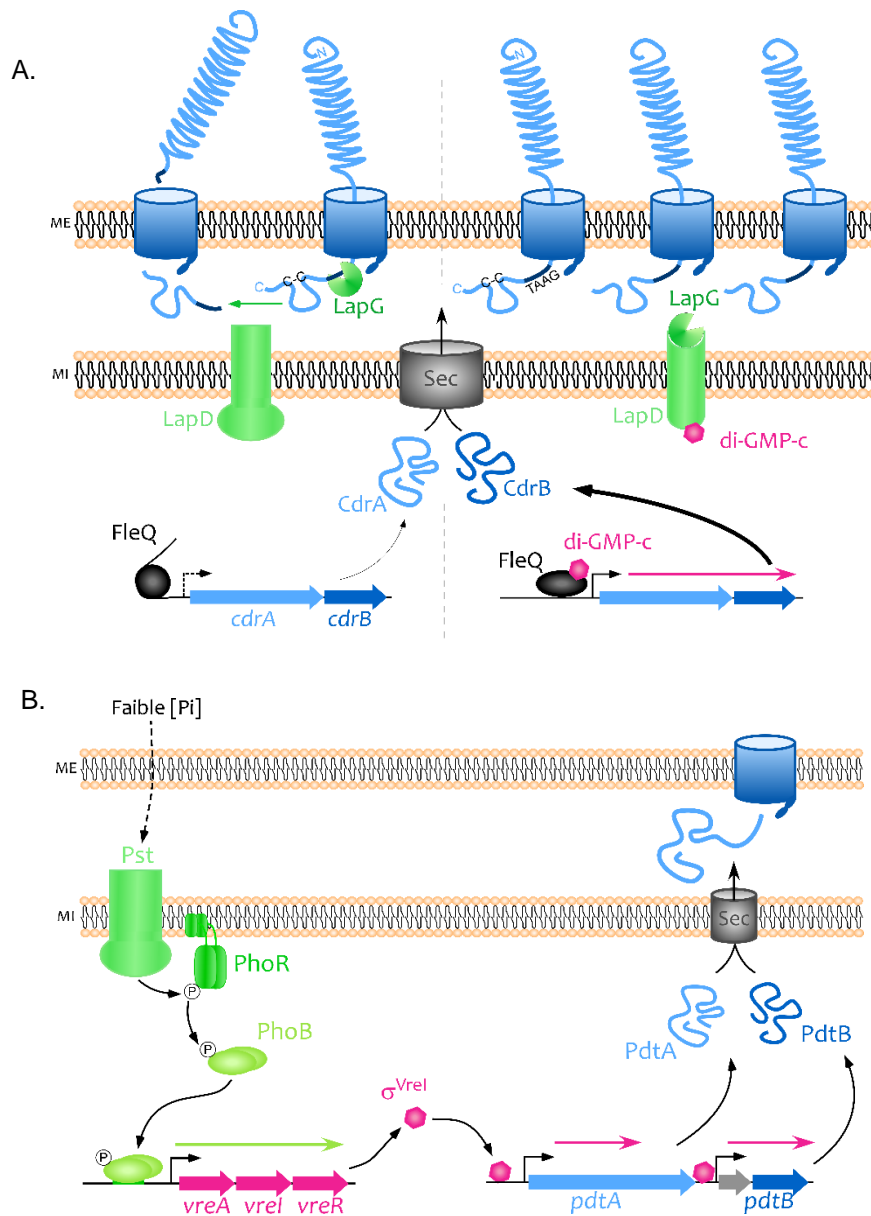 A.
N
N
ME
C
C-C
LapG
C
C-C
TAAG
LapG
MI
Sec
LapD
LapD
di-GMP-c
CdrA
CdrB
FleQ
FleQ
di-GMP-c
cdrA
cdrB
B.
Faible [Pi]
ME
Pst
MI
Sec
PhoR
P
PhoB
P
PdtA
PdtB
σVreI
P
vreA
vreI
vreR
pdtA
pdtB